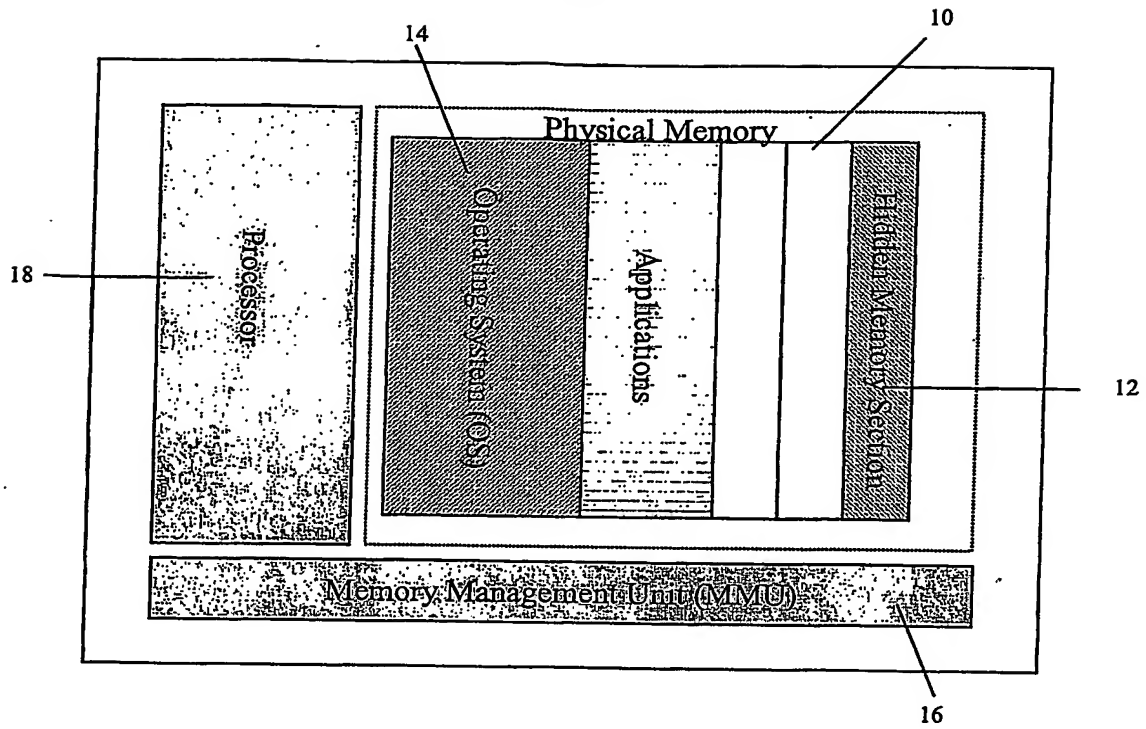 10
14
Physical Memory
Processor
Operating System (OS)
Applications
Hidden Memory Section
18
12
Memory Management Unit (MMU)
16